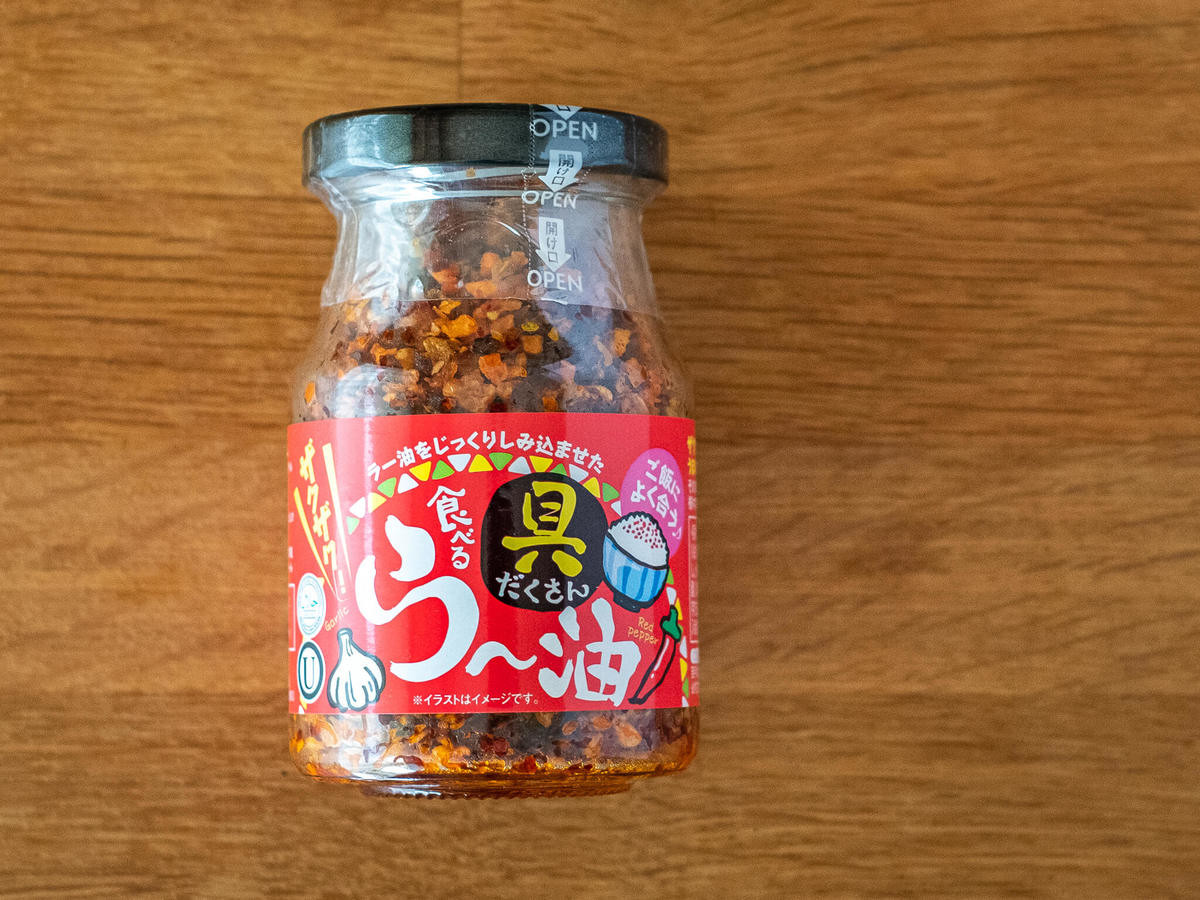 OPEN
開け口
OPEN
開け口
OPEN
ラー油をじっくりしみ込ませた
ザクザク!
ご飯に
よく合う♪
食べる
具
だくさん
らー油
Garlic
Red
pepper
U
※イラストはイメージです。